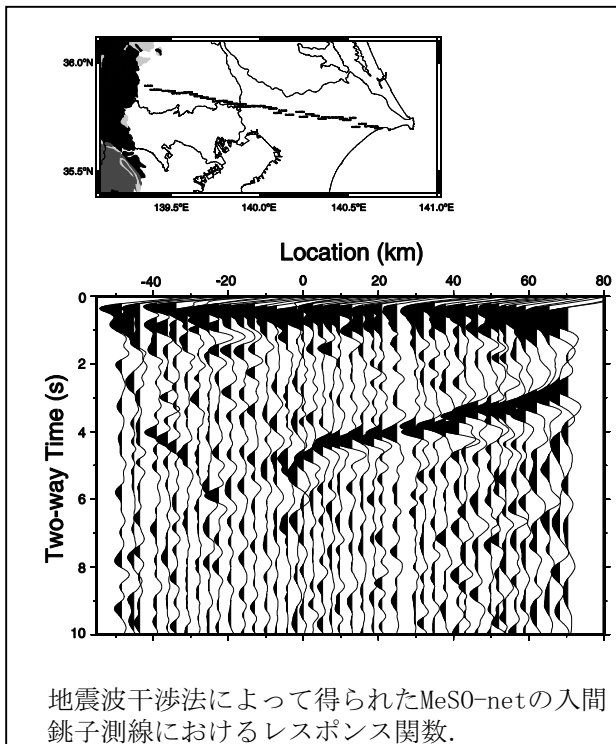 36.0°N
35.5°N
139.5°E 140.0°E 140.5°E 141.0°E
Location (km)
-40 -20 0 20 40 60 80
0
2
4
6
8
10
Two-way Time (s)
地震波干渉法によって得られたMeSO-netの入間
銚子測線におけるレスポンス関数.